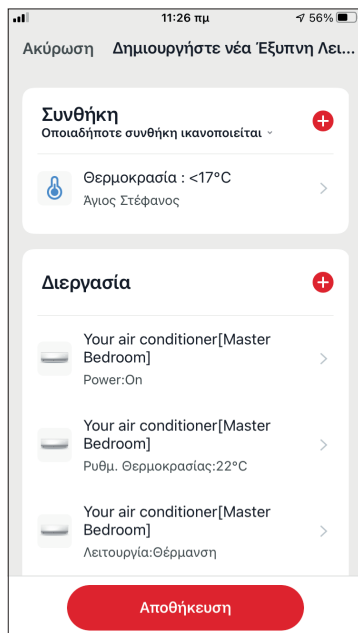 11:26 πμ
56%
Ακύρωση
Δημιουργήστε νέα Έξυπνη Λει...
Συνθήκη
Οποιαδήποτε συνθήκη ικανοποιείται
Θερμοκρασία : <17°C
Άγιος Στέφανος
Διεργασία
Your air conditioner[Master
Bedroom]
Power:On
Your air conditioner[Master
Bedroom]
Ρυθμ. Θερμοκρασίας:22°C
Your air conditioner[Master
Bedroom]
Λειτουργία:Θέρμανση
Αποθήκευση